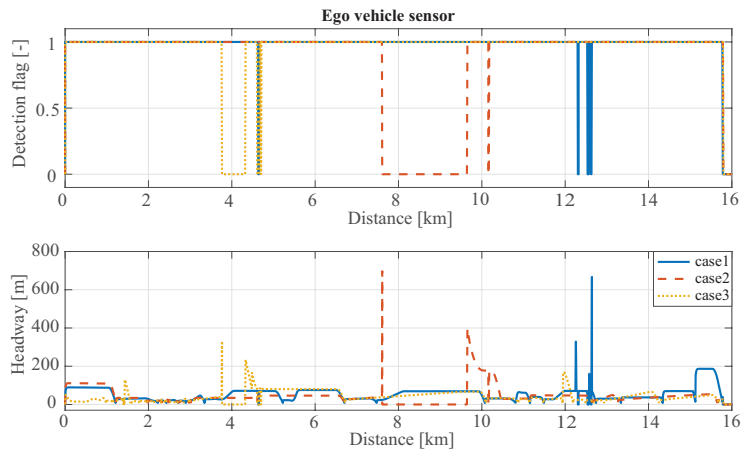 Ego vehicle sensor
Detection flag [-]
1
0.5
0
0 2 4 6 8 10 12 14 16
Distance [km]
Headway [m]
800
600
400
200
0
case1
case2
case3
0 2 4 6 8 10 12 14 16
Distance [km]